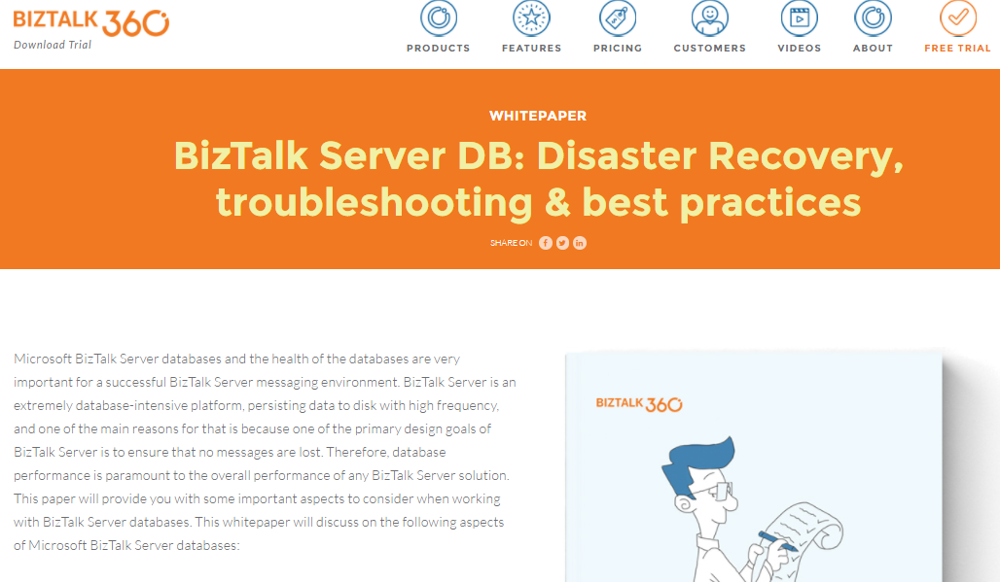 BIZTALK 360
Download Trial
PRODUCTS
FEATURES
PRICING
CUSTOMERS
VIDEOS
ABOUT
FREE TRIAL
WHITEPAPER
BizTalk Server DB: Disaster Recovery,
troubleshooting & best practices
SHARE ON
Microsoft BizTalk Server databases and the health of the databases are very
important for a successful BizTalk Server messaging environment. BizTalk Server is an
extremely database-intensive platform, persisting data to disk with high frequency,
and one of the main reasons for that is because one of the primary design goals of
BizTalk Server is to ensure that no messages are lost. Therefore, database
performance is paramount to the overall performance of any BizTalk Server solution.
This paper will provide you with some important aspects to consider when working
with BizTalk Server databases. This whitepaper will discuss on the following aspects
of Microsoft BizTalk Server databases:
BIZTALK 360